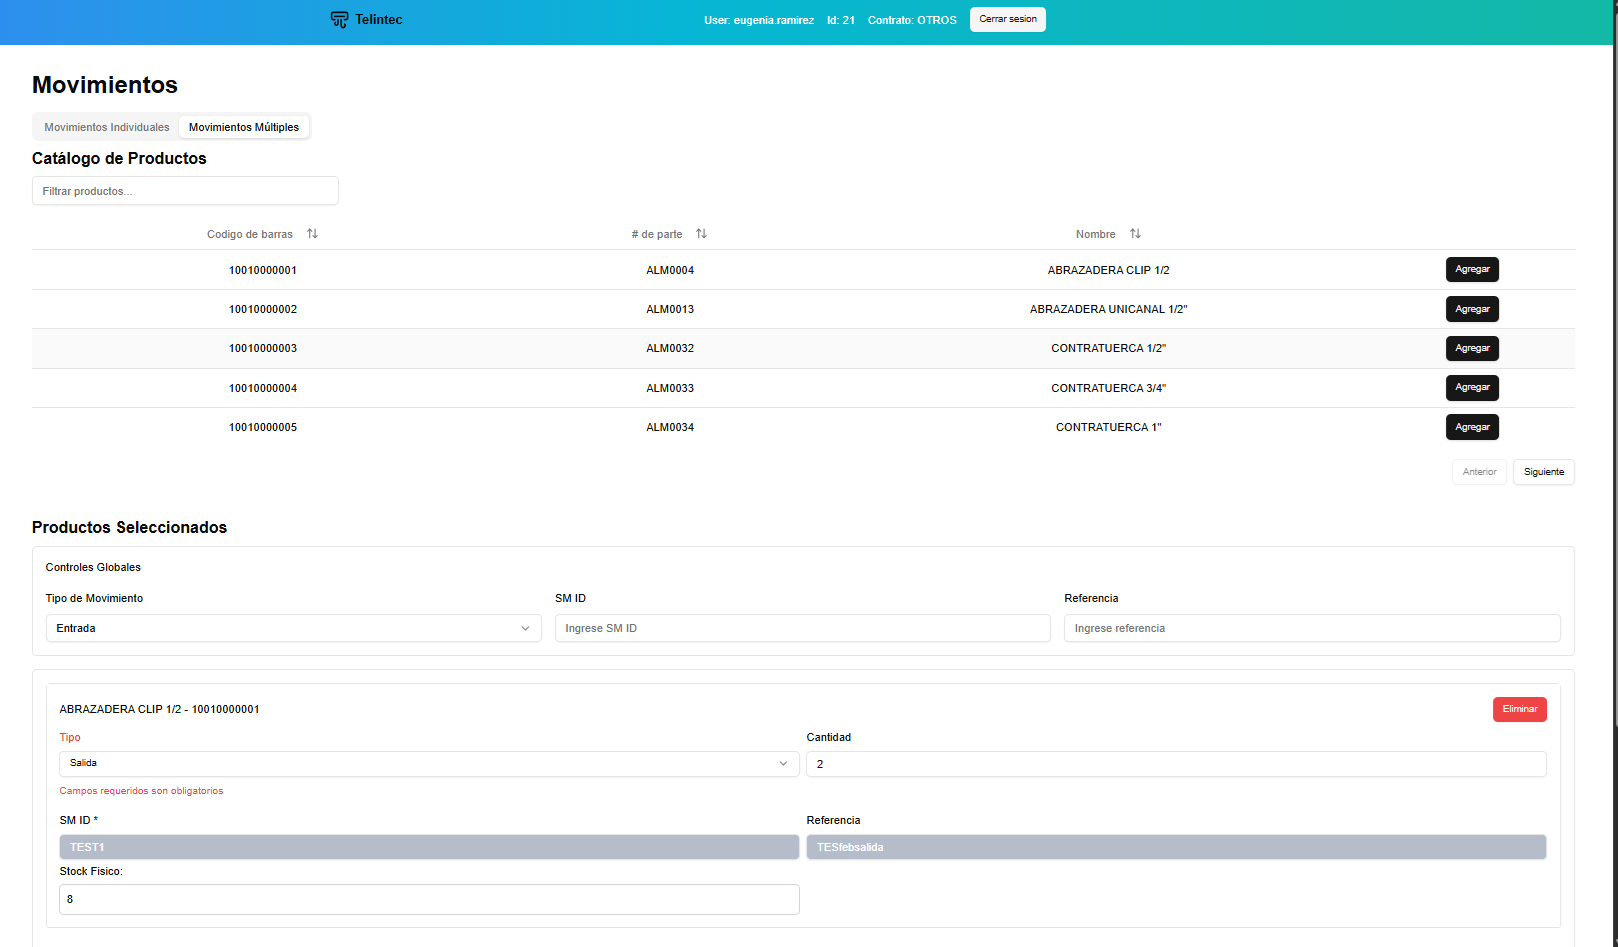 Telintec
User: eugenia.ramirez Id: 21 Contrato: OTROS Cerrar sesion
Movimientos
Movimientos Individuales Movimientos Múltiples
Catálogo de Productos
Filtrar productos...
Codigo de barras # de parte Nombre
10010000001 ALM0004 ABRAZADERA CLIP 1/2 Agregar
10010000002 ALM0013 ABRAZADERA UNICANAL 1/2" Agregar
10010000003 ALM0032 CONTRATUERCA 1/2" Agregar
10010000004 ALM0033 CONTRATUERCA 3/4" Agregar
10010000005 ALM0034 CONTRATUERCA 1" Agregar
Anterior Siguiente
Productos Seleccionados
Controles Globales
Tipo de Movimiento SM ID Referencia
Entrada Ingrese SM ID Ingrese referencia
ABRAZADERA CLIP 1/2 - 10010000001 Eliminar
Tipo Cantidad
Salida 2
Campos requeridos son obligatorios
SM ID * Referencia
TEST1 TESfebsalida
Stock Fisico:
8